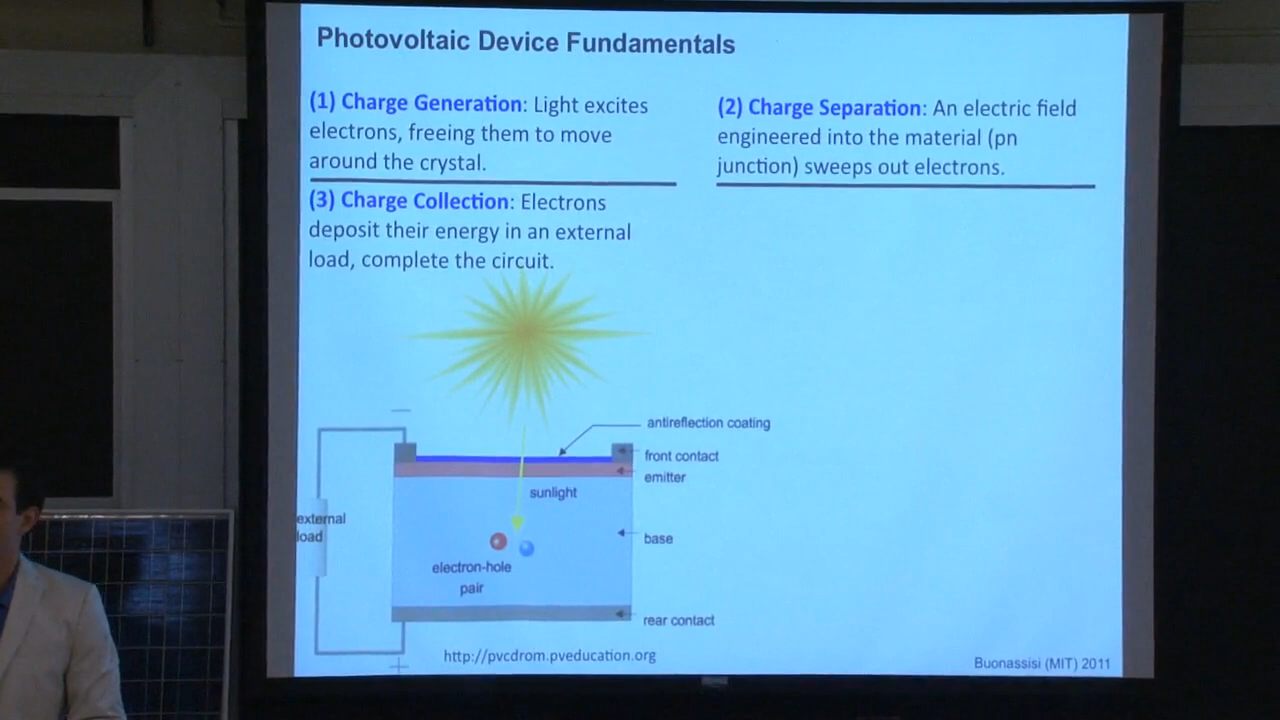 Photovoltaic Device Fundamentals
(1) Charge Generation: Light excites
electrons, freeing them to move
around the crystal.
(2) Charge Separation: An electric field
engineered into the material (pn
junction) sweeps out electrons.
(3) Charge Collection: Electrons
deposit their energy in an external
load, complete the circuit.
−
antireflection coating
front contact
emitter
sunlight
external
load
base
electron-hole
pair
rear contact
+
http://pvcdrom.pveducation.org
Buonassisi (MIT) 2011